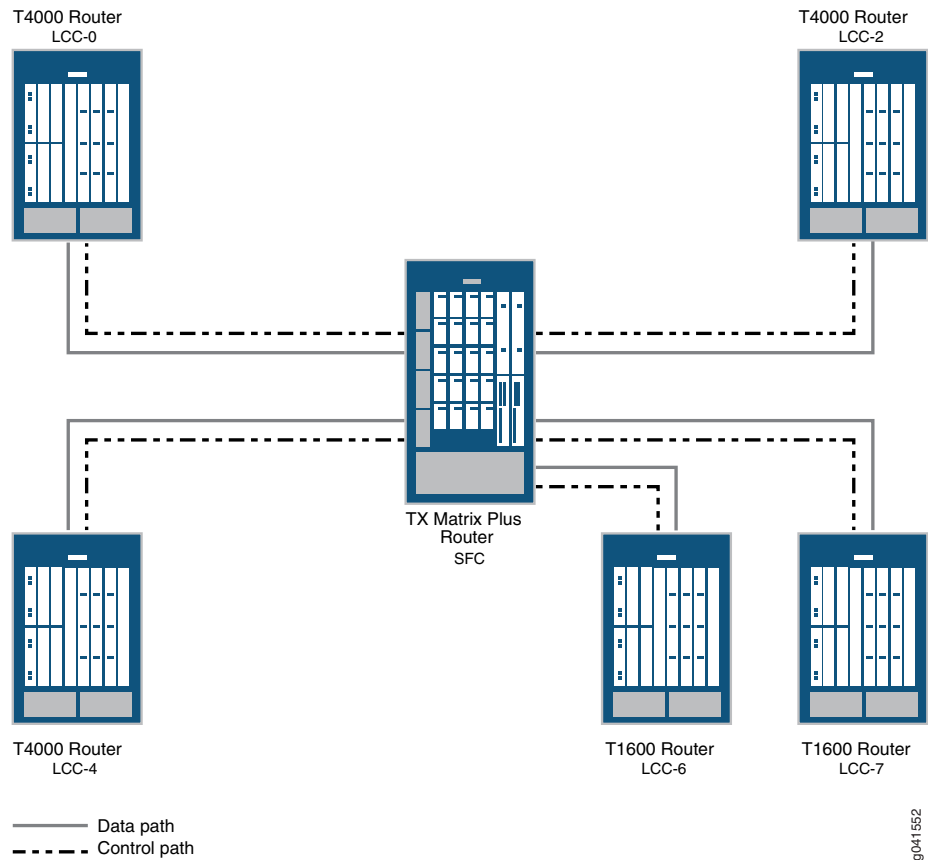 T4000 Router
LCC-0
T4000 Router
LCC-2
TX Matrix Plus
Router
SFC
T4000 Router
LCC-4
T1600 Router
LCC-6
T1600 Router
LCC-7
Data path
Control path
g041552